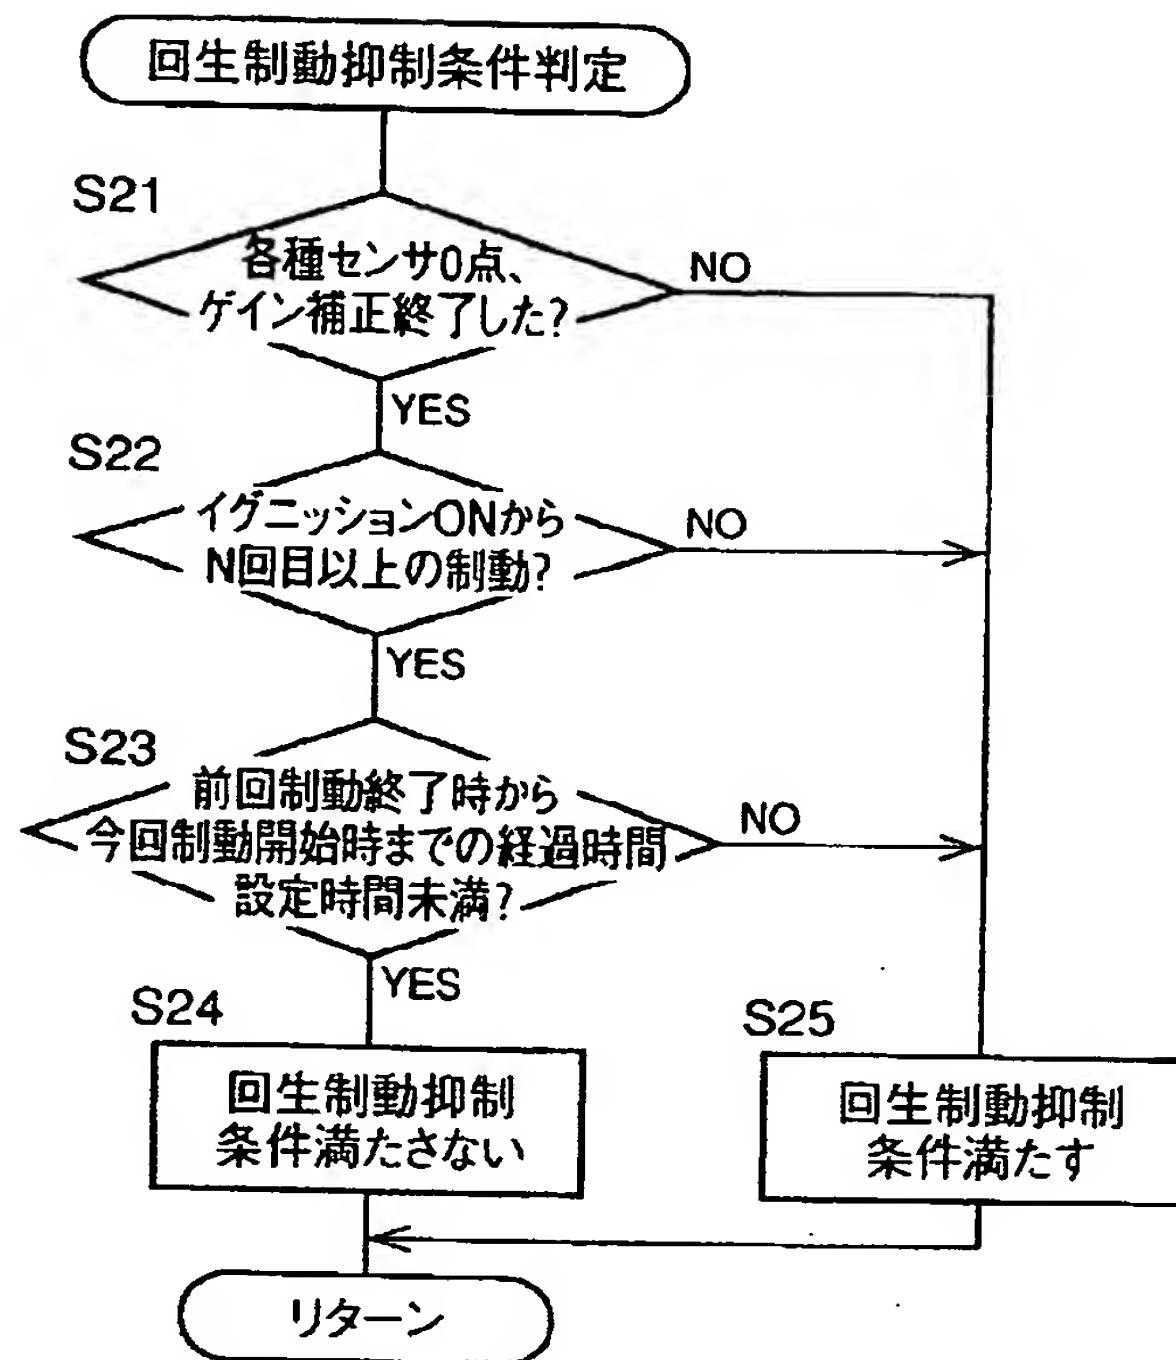 回生制動抑制条件判定
S21
各種センサ0点、
ゲイン補正終了した?
NO
YES
S22
イグニッションONから
N回目以上の制動?
NO
YES
S23
前回制動終了時から
今回制動開始時までの経過時間
設定時間未満?
NO
YES
S24
回生制動抑制
条件満たさない
S25
回生制動抑制
条件満たす
リターン